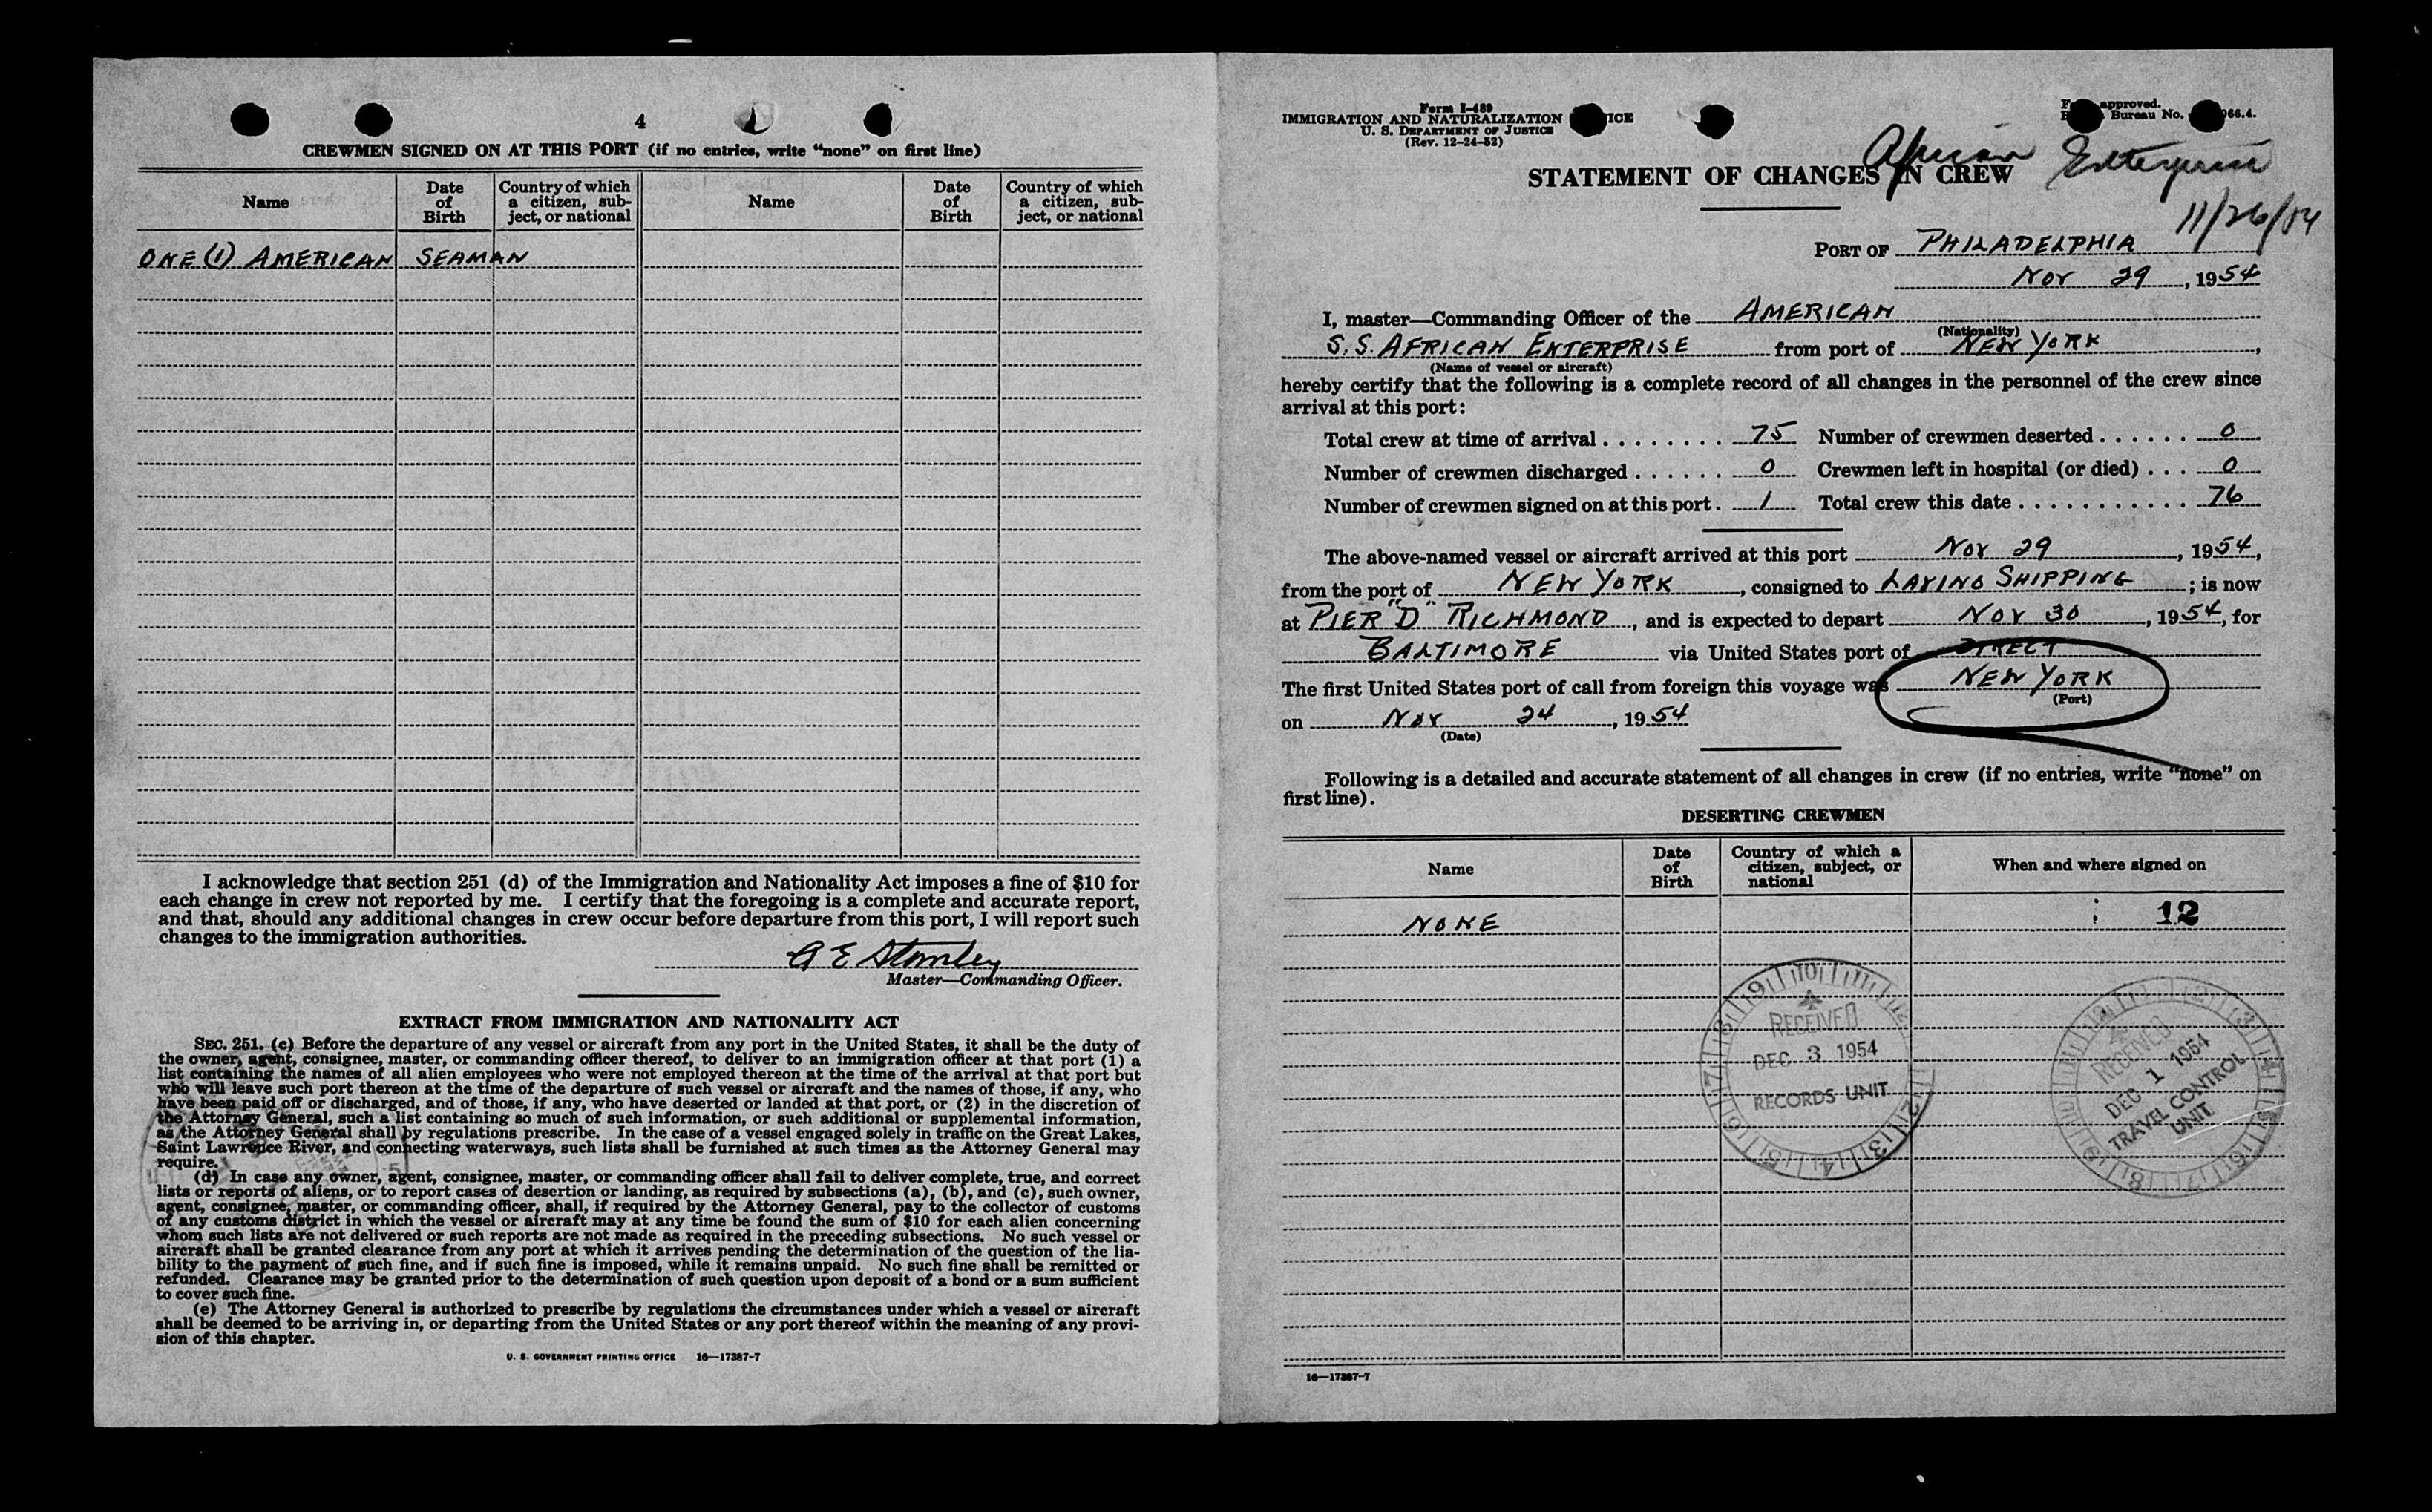 4
CREWMEN SIGNED ON AT THIS PORT (if no entries, write “none” on first line)
Name Date of Birth Country of which a citizen, sub- ject, or national Name Date of Birth Country of which a citizen, sub- ject, or national
ONE (1) AMERICAN SEAMAN
I acknowledge that section 251 (d) of the Immigration and Nationality Act imposes a fine of $10 for
each change in crew not reported by me. I certify that the foregoing is a complete and accurate report,
and that, should any additional changes in crew occur before departure from this port, I will report such
changes to the immigration authorities.
A E Stanley
Master—Commanding Officer.
EXTRACT FROM IMMIGRATION AND NATIONALITY ACT
SEC. 251. (c) Before the departure of any vessel or aircraft from any port in the United States, it shall be the duty of
the owner, agent, consignee, master, or commanding officer thereof, to deliver to an immigration officer at that port (1) a
list containing the names of all alien employees who were not employed thereon at the time of the arrival at that port but
who will leave such port thereon at the time of the departure of such vessel or aircraft and the names of those, if any, who
have been paid off or discharged, and of those, if any, who have deserted or landed at that port, or (2) in the discretion of
the Attorney General, such a list containing so much of such information, or such additional or supplemental information,
as the Attorney General shall by regulations prescribe. In the case of a vessel engaged solely in traffic on the Great Lakes,
Saint Lawrence River, and connecting waterways, such lists shall be furnished at such times as the Attorney General may
require.
(d) In case any owner, agent, consignee, master, or commanding officer shall fail to deliver complete, true, and correct
lists or reports of aliens, or to report cases of desertion or landing, as required by subsections (a), (b), and (c), such owner,
agent, consignee, master, or commanding officer, shall, if required by the Attorney General, pay to the collector of customs
of any customs district in which the vessel or aircraft may at any time be found the sum of $10 for each alien concerning
whom such lists are not delivered or such reports are not made as required in the preceding subsections. No such vessel or
aircraft shall be granted clearance from any port at which it arrives pending the determination of the question of the lia-
bility to the payment of such fine, and if such fine is imposed, while it remains unpaid. No such fine shall be remitted or
refunded. Clearance may be granted prior to the determination of such question upon deposit of a bond or a sum sufficient
to cover such fine.
(e) The Attorney General is authorized to prescribe by regulations the circumstances under which a vessel or aircraft
shall be deemed to be arriving in, or departing from the United States or any port thereof within the meaning of any provi-
sion of this chapter.
U. S. GOVERNMENT PRINTING OFFICE 16—17387-7
Form I-489
IMMIGRATION AND NATURALIZATION
U. S. DEPARTMENT OF JUSTICE
(Rev. 12-24-52)
approved.
Bureau No. 066.4.
African Enterprise
STATEMENT OF CHANGES IN CREW
11/26/54
PORT OF PHILADELPHIA
NOV 29, 1954
I, master—Commanding Officer of the AMERICAN
(Nationality)
S.S. AFRICAN ENTERPRISE from port of NEW YORK,
(Name of vessel or aircraft)
hereby certify that the following is a complete record of all changes in the personnel of the crew since
arrival at this port:
Total crew at time of arrival . . . . . . . . 75 Number of crewmen deserted . . . . . . 0
Number of crewmen discharged . . . . . . 0 Crewmen left in hospital (or died) . . . 0
Number of crewmen signed on at this port . 1 Total crew this date . . . . . . . . . . . 76
The above-named vessel or aircraft arrived at this port NOV 29, 1954,
from the port of NEW YORK, consigned to LAVINO SHIPPING; is now
at PIER "D" RICHMOND, and is expected to depart NOV 30, 1954, for
BALTIMORE via United States port of DIRECT
The first United States port of call from foreign this voyage was NEW YORK
(Port)
on NOV 24, 1954
(Date)
Following is a detailed and accurate statement of all changes in crew (if no entries, write “none” on
first line).
DESERTING CREWMEN
Name Date of Birth Country of which a citizen, subject, or national When and where signed on
NONE 12
RECEIVED
DEC 3 1954
RECORDS UNIT
RECEIVED
DEC 1 1954
TRAVEL CONTROL
UNIT
16—17387-7